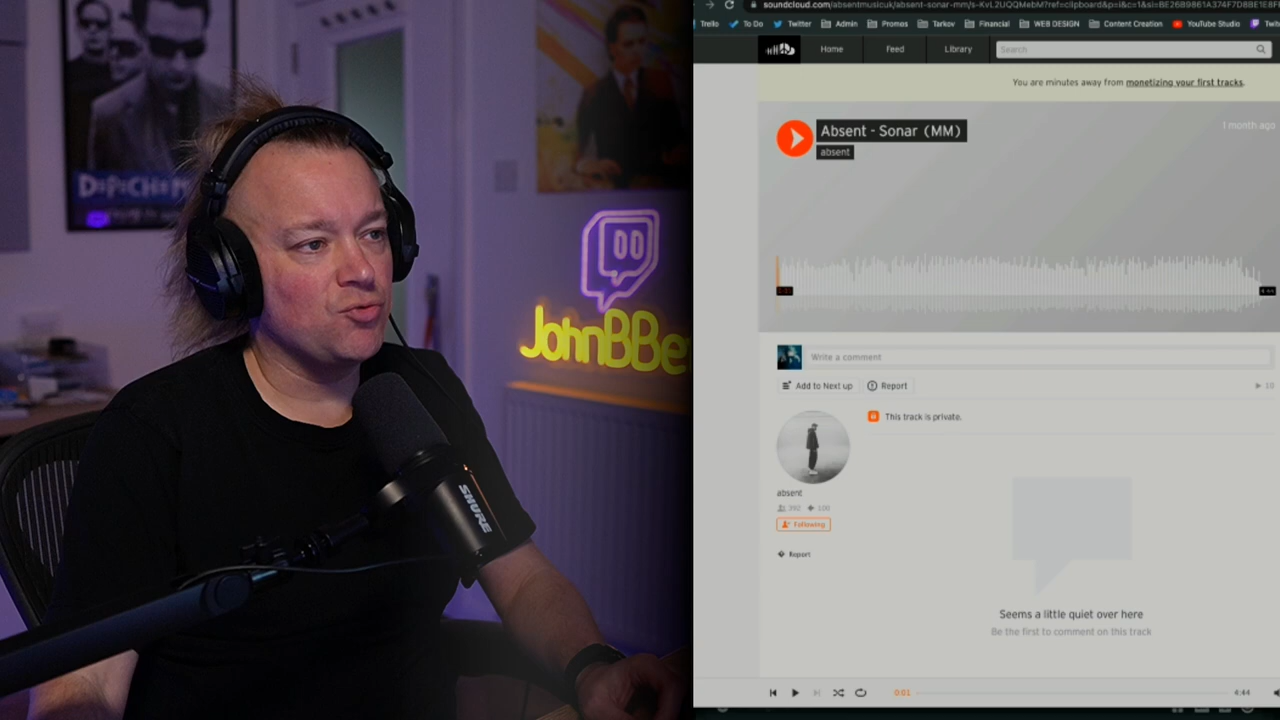 DEPECHE M
JohnBBe
SHURE
soundcloud.com/absentmusicuk/absent-sonar-mm/s-KvL2UQQMebM?ref=clipboard&p=i&c=1&si=
Trello To Do Twitter Admin Promos Tarkov Financial WEB DESIGN Content Creation YouTube Studio
Home Feed Library Search
You are minutes away from monetizing your first tracks.
Absent - Sonar (MM)
absent
1 month ago
Write a comment
Add to Next up Report
This track is private.
absent
392 100
Following
Report
Seems a little quiet over here
Be the first to comment on this track
0:01 4:44